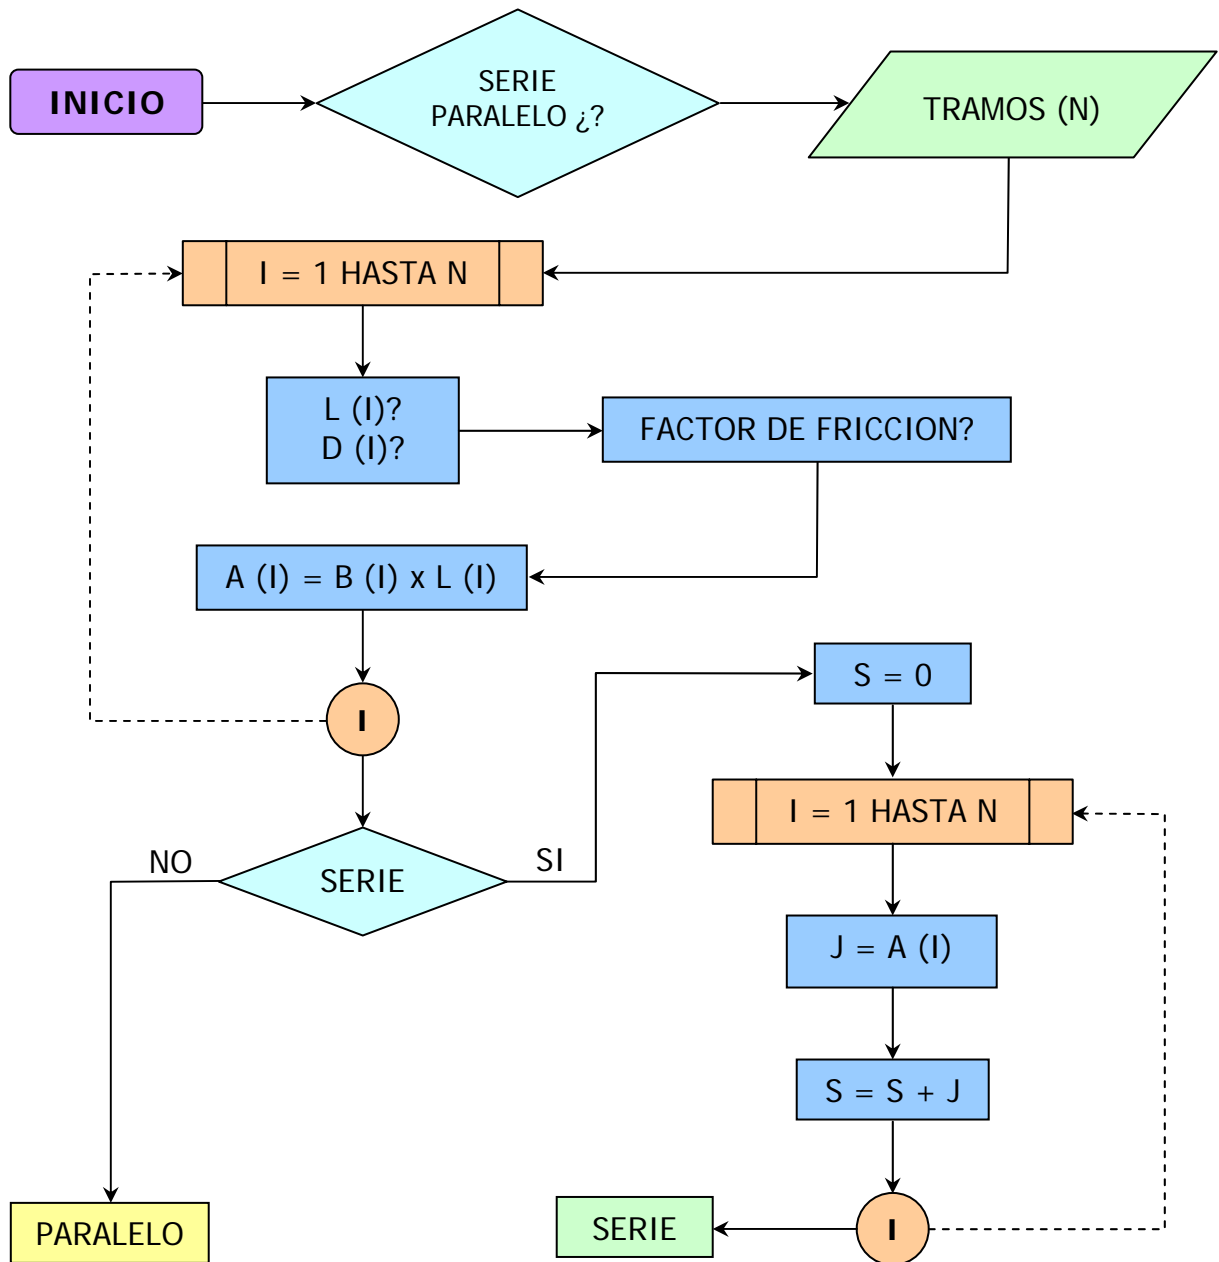 INICIO
SERIE
PARALELO ¿?
TRAMOS (N)
I = 1 HASTA N
L (I)?
D (I)?
FACTOR DE FRICCION?
A (I) = B (I) x L (I)
I
SERIE
NO
SI
S = 0
I = 1 HASTA N
J = A (I)
S = S + J
I
SERIE
PARALELO